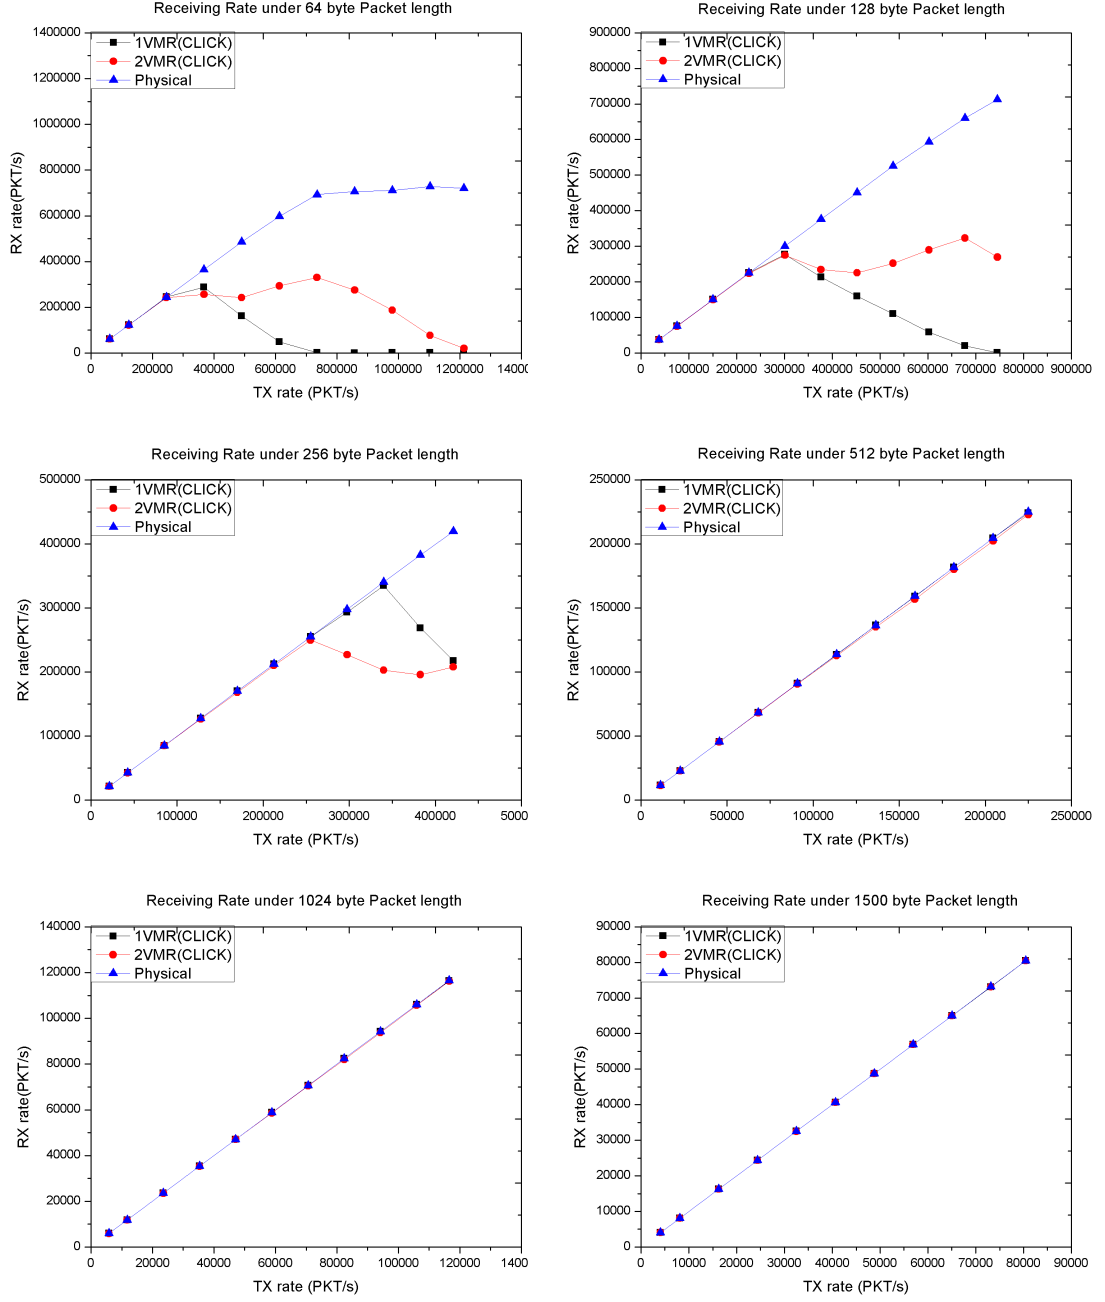 Receiving Rate under 64 byte Packet length
1400000
1200000
1000000
800000
600000
400000
200000
0
RX rate(PKT/s)
1VMR(CLICK)
2VMR(CLICK)
Physical
0 200000 400000 600000 800000 1000000 1200000 14000
TX rate (PKT/s)
Receiving Rate under 128 byte Packet length
900000
800000
700000
600000
500000
400000
300000
200000
100000
0
RX rate(PKT/s)
1VMR(CLICK)
2VMR(CLICK)
Physical
0 100000 200000 300000 400000 500000 600000 700000 800000 900000
TX rate (PKT/s)
Receiving Rate under 256 byte Packet length
500000
400000
300000
200000
100000
0
RX rate(PKT/s)
1VMR(CLICK)
2VMR(CLICK)
Physical
0 100000 200000 300000 400000 5000
TX rate (PKT/s)
Receiving Rate under 512 byte Packet length
250000
200000
150000
100000
50000
0
RX rate(PKT/s)
1VMR(CLICK)
2VMR(CLICK)
Physical
0 50000 100000 150000 200000 250000
TX rate (PKT/s)
Receiving Rate under 1024 byte Packet length
140000
120000
100000
80000
60000
40000
20000
0
RX rate(PKT/s)
1VMR(CLICK)
2VMR(CLICK)
Physical
0 20000 40000 60000 80000 100000 120000 1400
TX rate (PKT/s)
Receiving Rate under 1500 byte Packet length
90000
80000
70000
60000
50000
40000
30000
20000
10000
0
RX rate(PKT/s)
1VMR(CLICK)
2VMR(CLICK)
Physical
0 10000 20000 30000 40000 50000 60000 70000 80000 90000
TX rate (PKT/s)